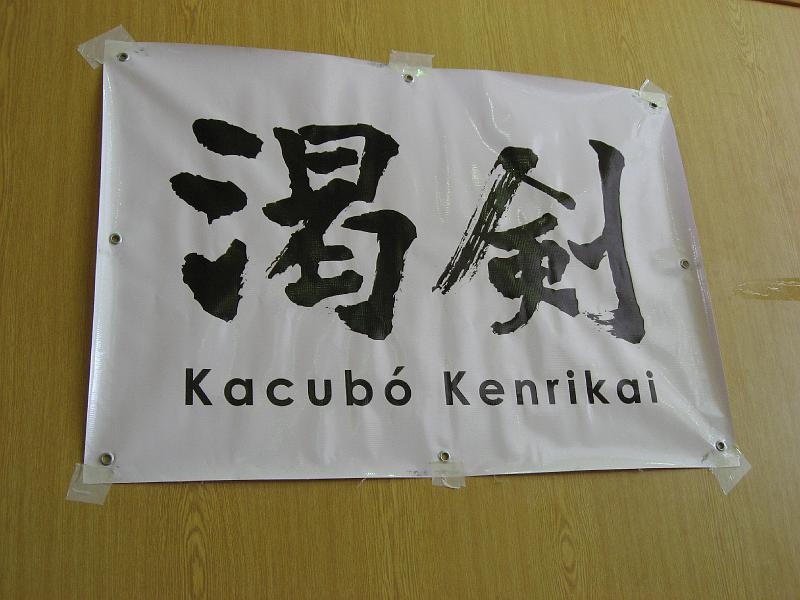 渇剣
Kacubó Kenrikai